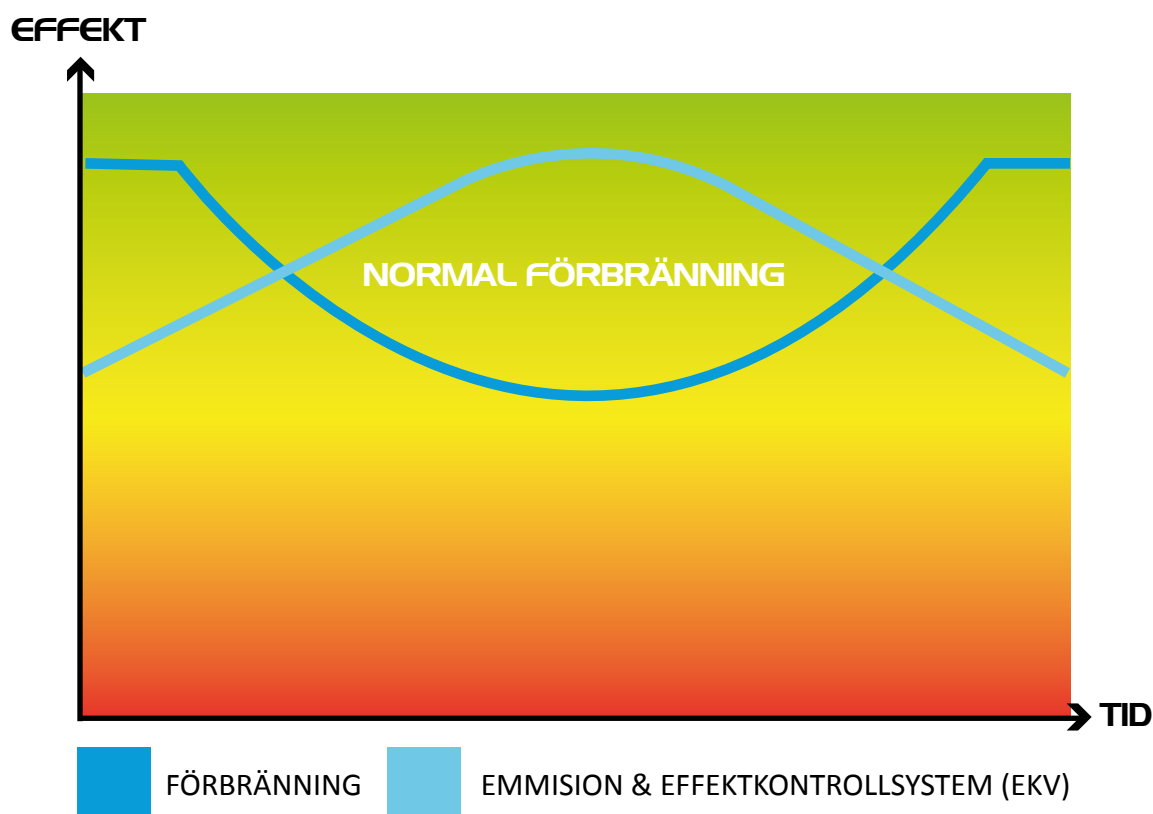 EFFEKT
NORMAL FÖRBRÄNNING
TID
FÖRBRÄNNING
EMMISION & EFFEKTKONTROLLSYSTEM (EKV)